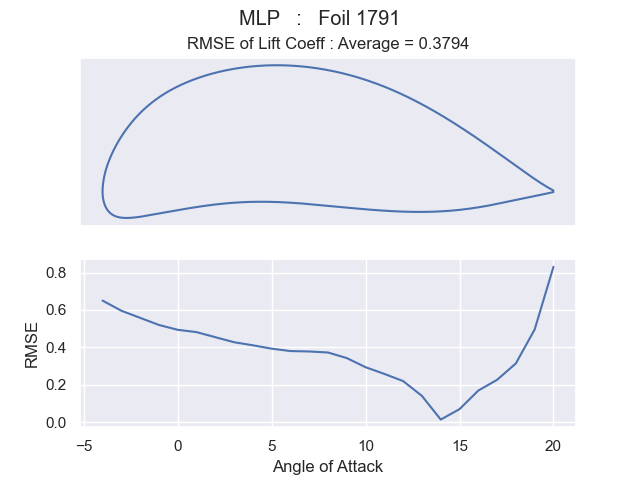 MLP : Foil 1791
RMSE of Lift Coeff : Average = 0.3794
0.8
0.6
0.4
0.2
0.0
RMSE
−5
0
5
10
15
20
Angle of Attack